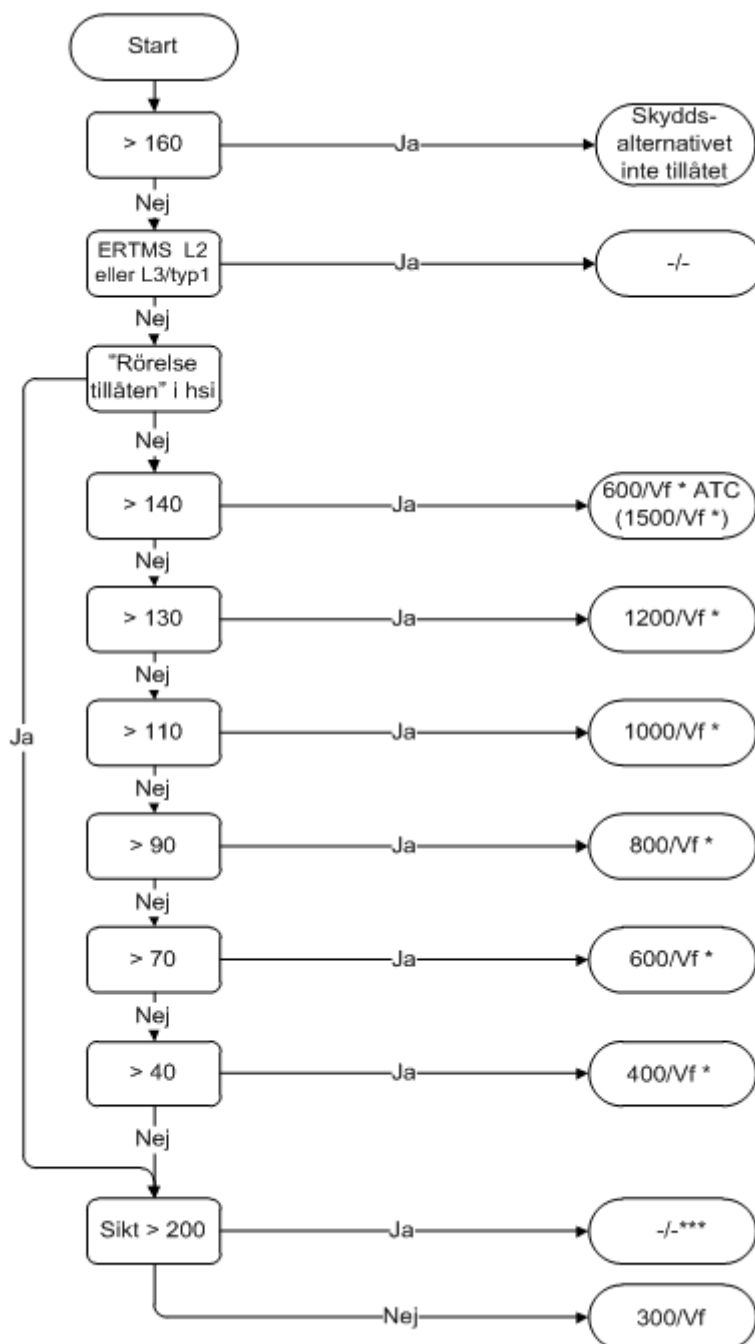 Start
> 160
Ja
Skydds-
alternativet
inte tillåtet
Nej
ERTMS L2
eller L3/typ1
Ja
-/-
Nej
"Rörelse
tillåten" i hsi
Nej
> 140
Ja
600/Vf * ATC
(1500/Vf *)
Nej
> 130
Ja
1200/Vf *
Nej
> 110
Ja
1000/Vf *
Ja
Nej
> 90
Ja
800/Vf *
Nej
> 70
Ja
600/Vf *
Nej
> 40
Ja
400/Vf *
Nej
Sikt > 200
Ja
-/-***
Nej
300/Vf